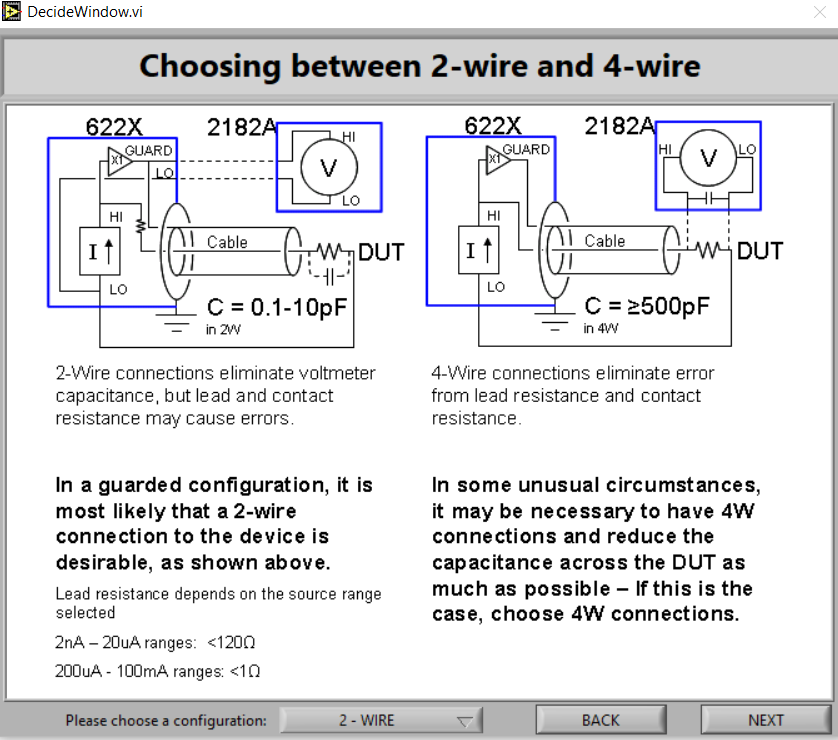 DecideWindow.vi
Choosing between 2-wire and 4-wire
622X
2182A
X1
GUARD
LO
HI
V
LO
HI
I
LO
Cable
DUT
C = 0.1-10pF
in 2W
622X
2182A
X1
GUARD
HI
V
LO
HI
I
LO
Cable
DUT
C = ≥500pF
in 4W
2-Wire connections eliminate voltmeter
capacitance, but lead and contact
resistance may cause errors.
4-Wire connections eliminate error
from lead resistance and contact
resistance.
In a guarded configuration, it is
most likely that a 2-wire
connection to the device is
desirable, as shown above.
Lead resistance depends on the source range
selected
2nA – 20uA ranges: <120Ω
200uA - 100mA ranges: <1Ω
In some unusual circumstances,
it may be necessary to have 4W
connections and reduce the
capacitance across the DUT as
much as possible – If this is the
case, choose 4W connections.
Please choose a configuration:
2 - WIRE
BACK
NEXT